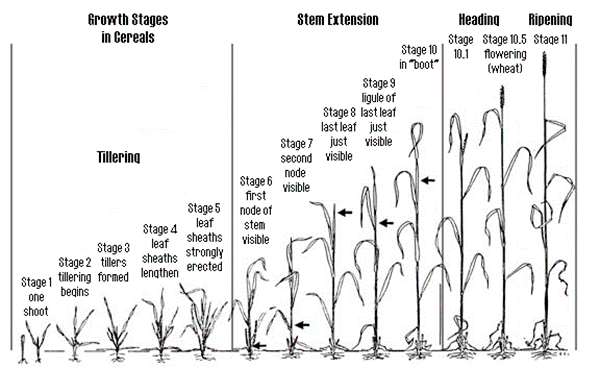 Growth Stages
in Cereals
Stem Extension
Heading
Ripening
Tillering
Stage 1
one
shoot
Stage 2
tillering
begins
Stage 3
tillers
formed
Stage 4
leaf
sheaths
lengthen
Stage 5
leaf
sheaths
strongly
erected
Stage 6
first
node of
stem
visible
Stage 7
second
node
visible
Stage 8
last leaf
just
visible
Stage 9
ligule of
last leaf
just
visible
Stage 10
in "boot"
Stage
10.1
Stage 10.5
flowering
(wheat)
Stage 11